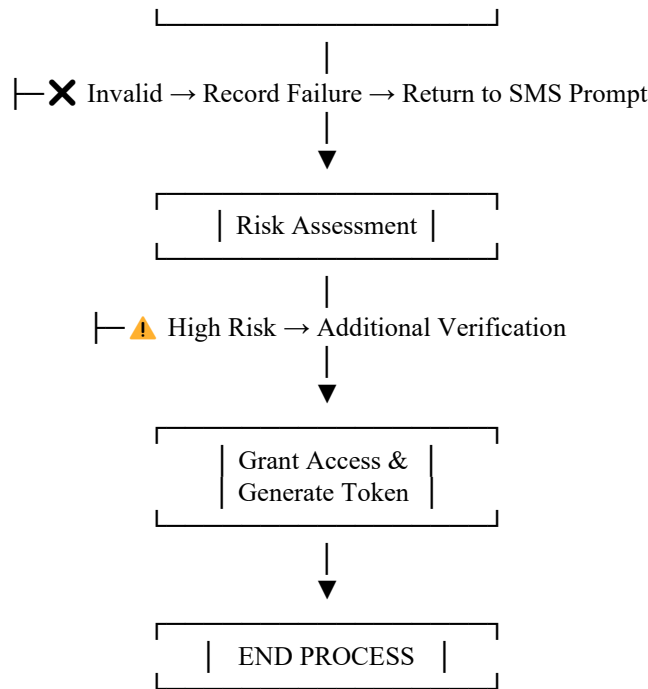 ❌ Invalid → Record Failure → Return to SMS Prompt
Risk Assessment
⚠️ High Risk → Additional Verification
Grant Access &
Generate Token
END PROCESS